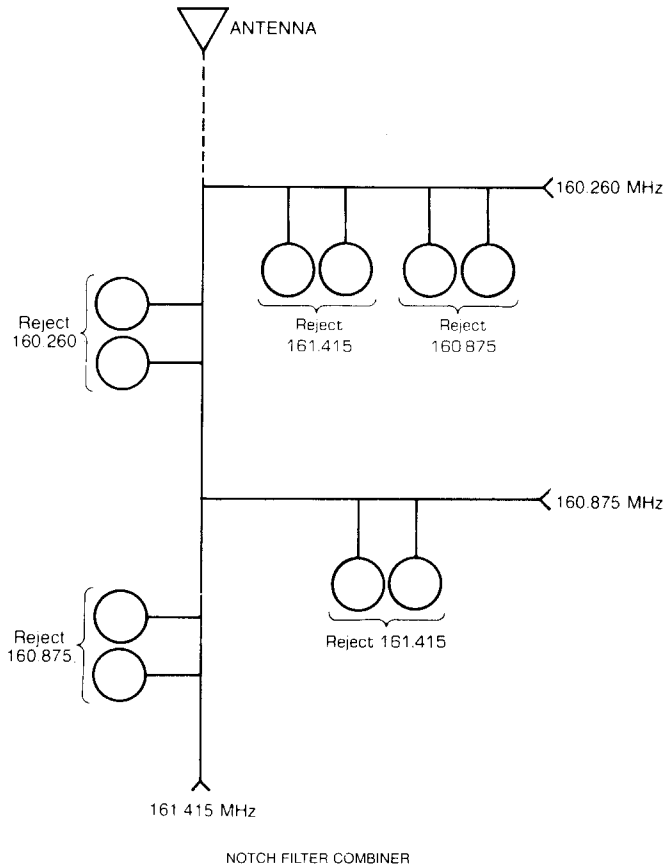 ANTENNA
160.260 MHz
Reject
161.415
Reject
160.875
Reject
160.260
160.875 MHz
Reject 161.415
Reject
160.875
161.415 MHz
NOTCH FILTER COMBINER